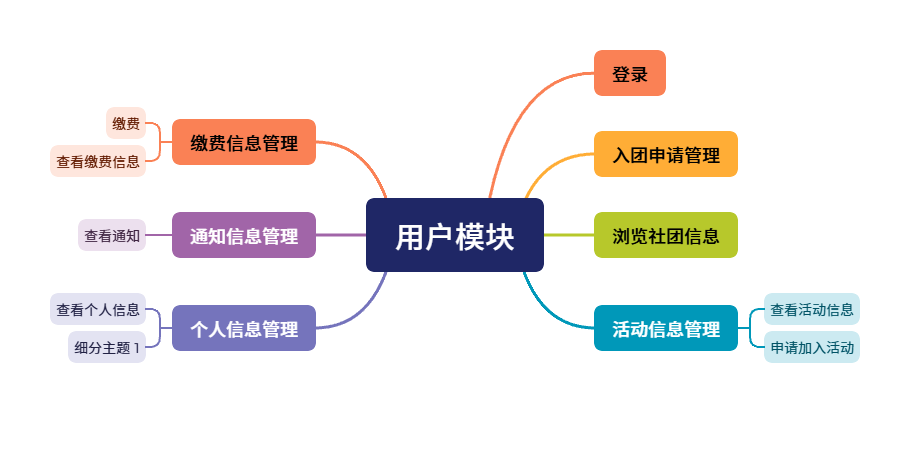 用户模块
登录
入团申请管理
浏览社团信息
活动信息管理
查看活动信息
申请加入活动
缴费信息管理
缴费
查看缴费信息
通知信息管理
查看通知
个人信息管理
查看个人信息
细分主题 1